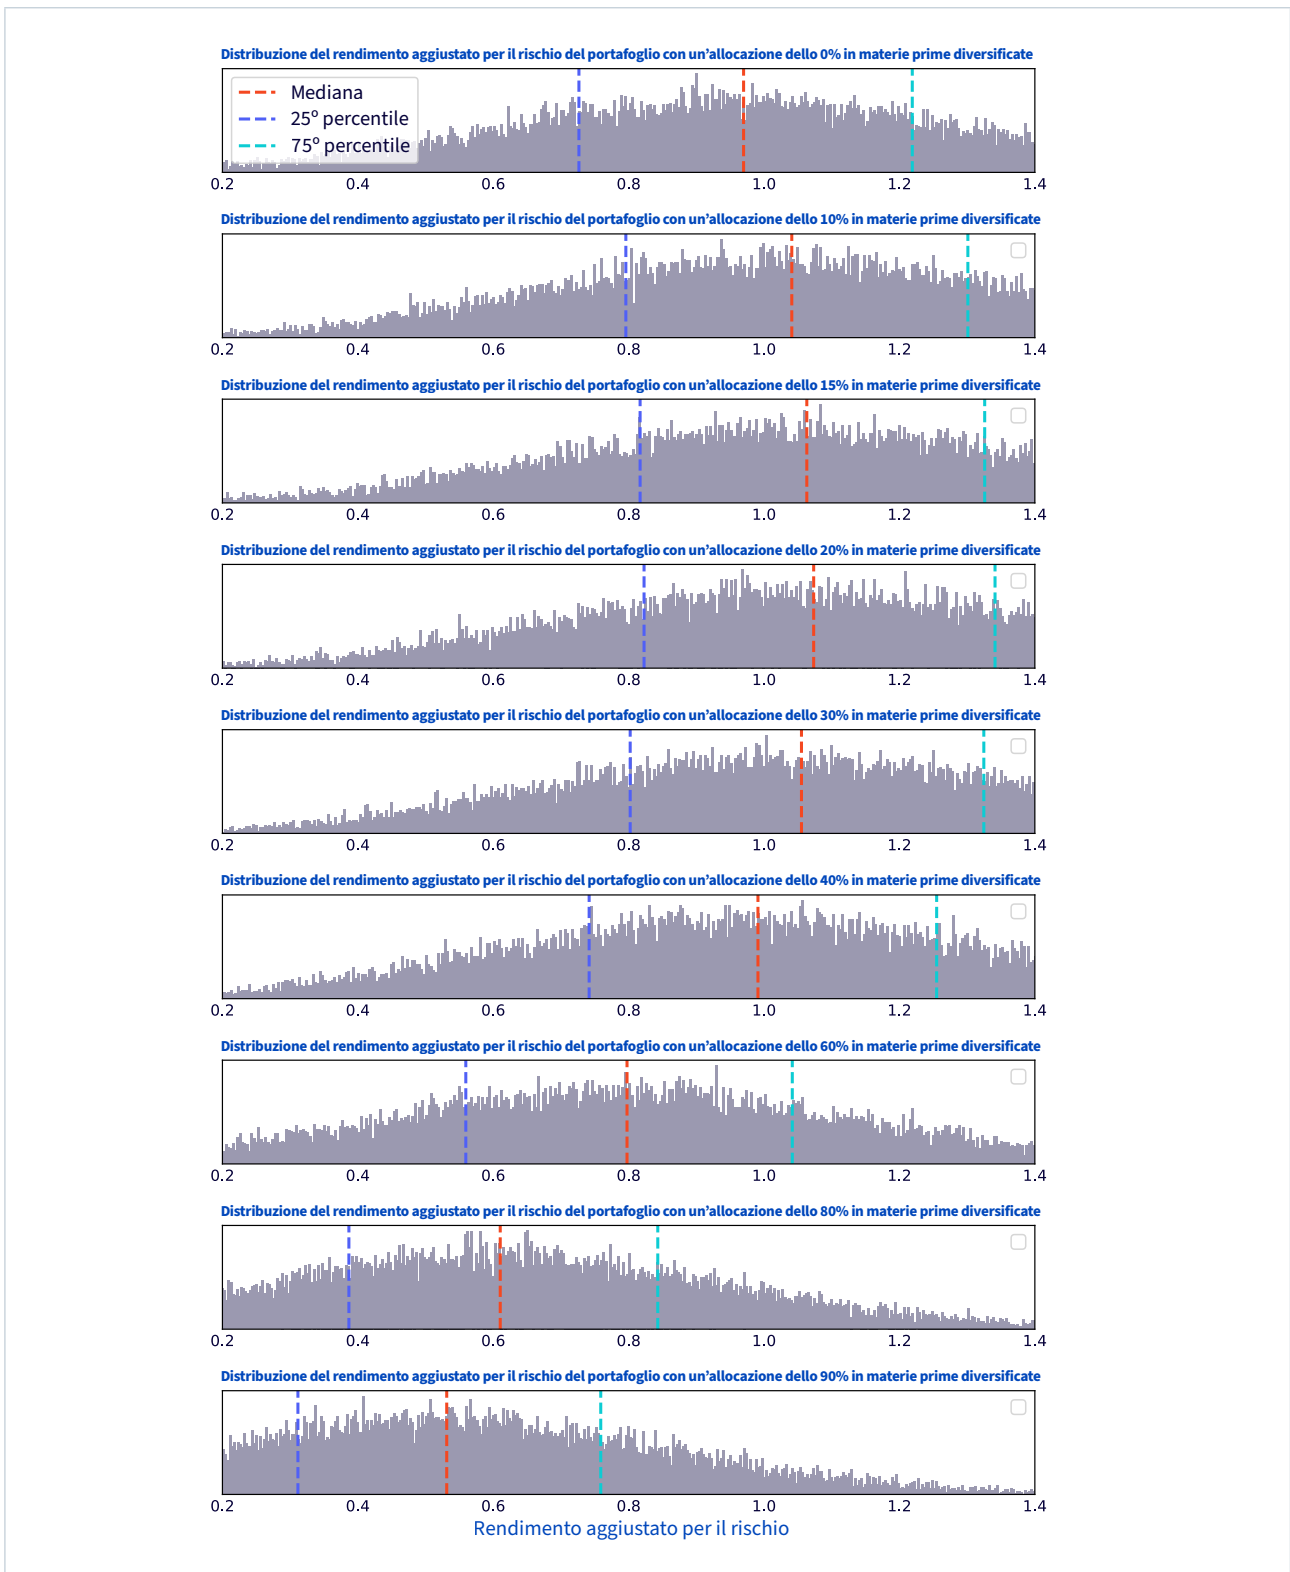 Distribuzione del rendimento aggiustato per il rischio del portafoglio con un’allocazione del 0% in materie prime diversificate
Mediana
25º percentile
75º percentile
0.2 0.4 0.6 0.8 1.0 1.2 1.4
Distribuzione del rendimento aggiustato per il rischio del portafoglio con un’allocazione dello 10% in materie prime diversificate
0.2 0.4 0.6 0.8 1.0 1.2 1.4
Distribuzione del rendimento aggiustato per il rischio del portafoglio con un’allocazione dello 15% in materie prime diversificate
0.2 0.4 0.6 0.8 1.0 1.2 1.4
Distribuzione del rendimento aggiustato per il rischio del portafoglio con un’allocazione dello 20% in materie prime diversificate
0.2 0.4 0.6 0.8 1.0 1.2 1.4
Distribuzione del rendimento aggiustato per il rischio del portafoglio con un’allocazione dello 30% in materie prime diversificate
0.2 0.4 0.6 0.8 1.0 1.2 1.4
Distribuzione del rendimento aggiustato per il rischio del portafoglio con un’allocazione dello 40% in materie prime diversificate
0.2 0.4 0.6 0.8 1.0 1.2 1.4
Distribuzione del rendimento aggiustato per il rischio del portafoglio con un’allocazione dello 60% in materie prime diversificate
0.2 0.4 0.6 0.8 1.0 1.2 1.4
Distribuzione del rendimento aggiustato per il rischio del portafoglio con un’allocazione dello 80% in materie prime diversificate
0.2 0.4 0.6 0.8 1.0 1.2 1.4
Distribuzione del rendimento aggiustato per il rischio del portafoglio con un’allocazione dello 90% in materie prime diversificate
0.2 0.4 0.6 0.8 1.0 1.2 1.4
Rendimento aggiustato per il rischio